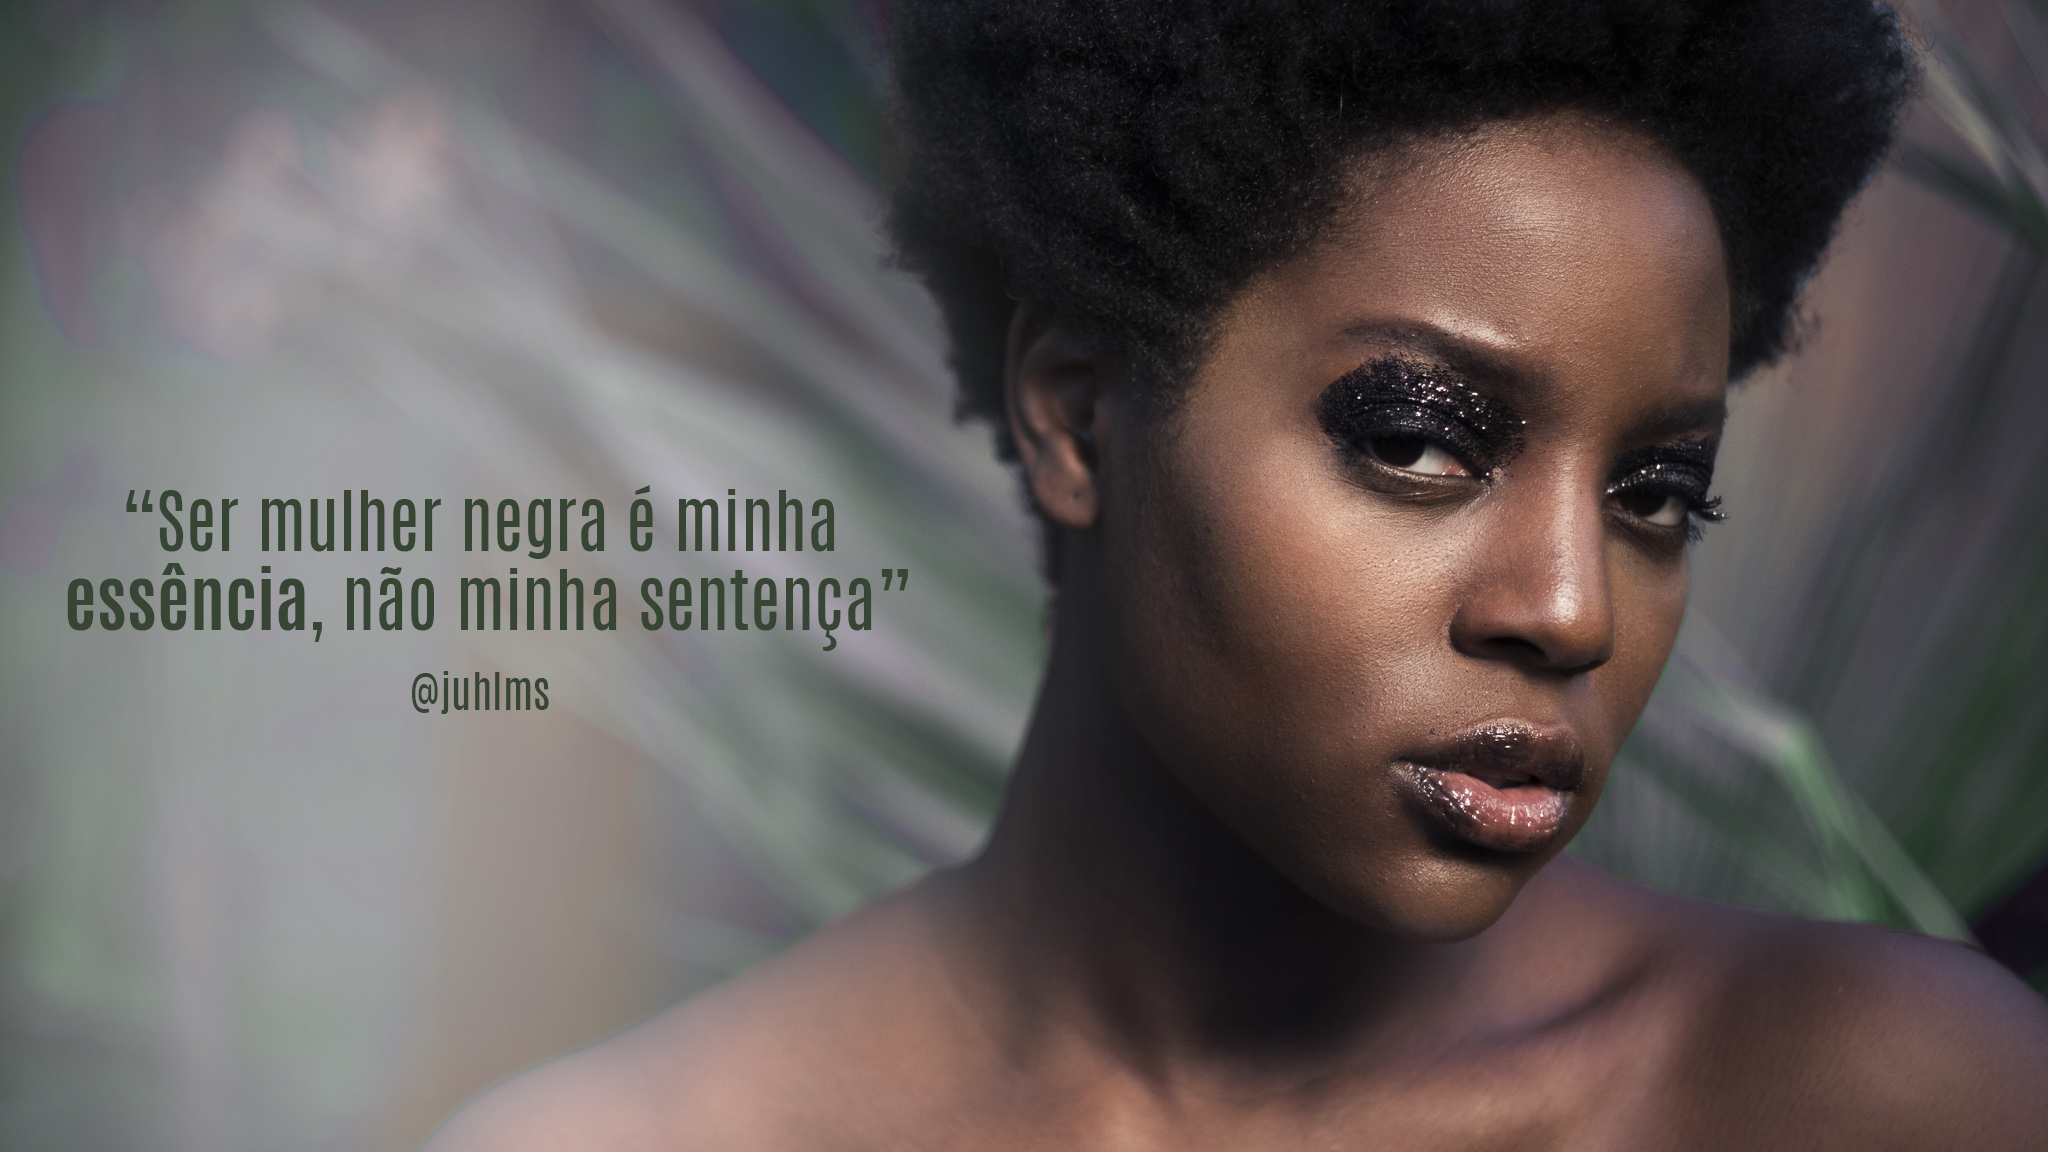 “Ser mulher negra é minha
essência, não minha sentença”
@juhlms